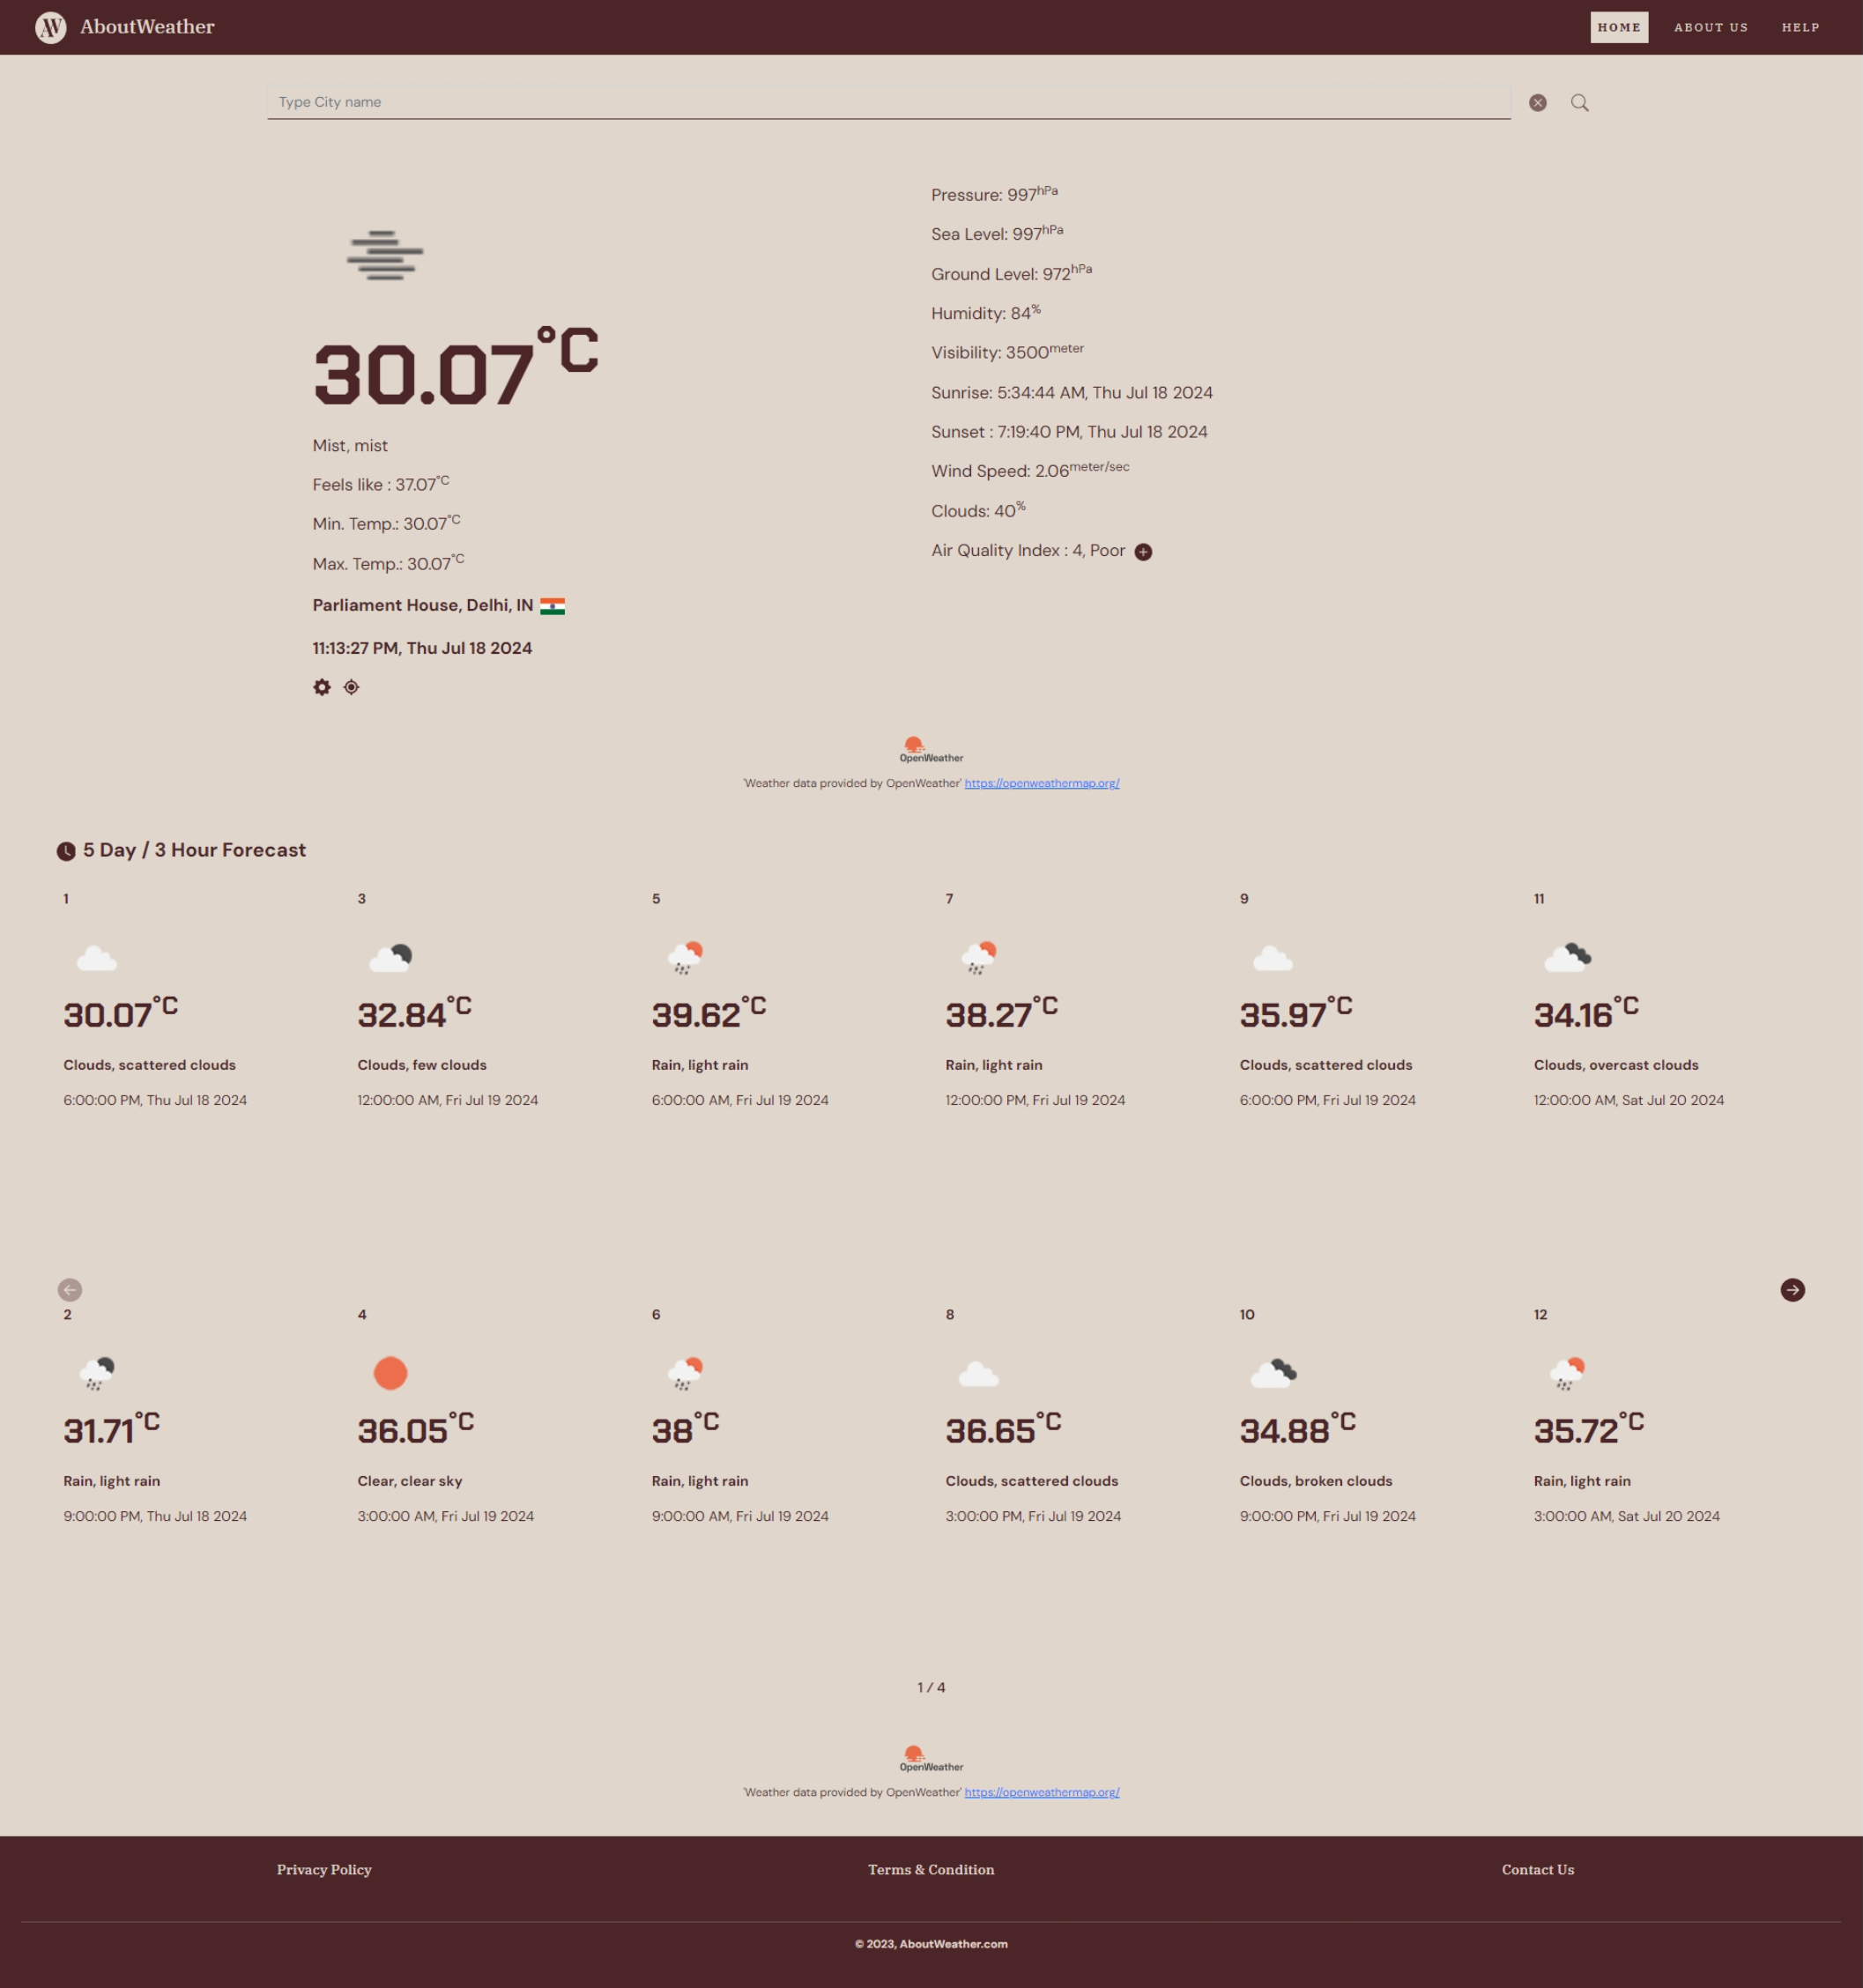 AW AboutWeather HOME ABOUT US HELP
Type City name
30.07°C
Mist, mist
Feels like : 37.07°C
Min. Temp.: 30.07°C
Max. Temp.: 30.07°C
Parliament House, Delhi, IN
11:13:27 PM, Thu Jul 18 2024
Pressure: 997hPa
Sea Level: 997hPa
Ground Level: 972hPa
Humidity: 84%
Visibility: 3500meter
Sunrise: 5:34:44 AM, Thu Jul 18 2024
Sunset : 7:19:40 PM, Thu Jul 18 2024
Wind Speed: 2.06meter/sec
Clouds: 40%
Air Quality Index : 4, Poor
OpenWeather
'Weather data provided by OpenWeather' https://openweathermap.org/
5 Day / 3 Hour Forecast
1
30.07°C
Clouds, scattered clouds
6:00:00 PM, Thu Jul 18 2024
3
32.84°C
Clouds, few clouds
12:00:00 AM, Fri Jul 19 2024
5
39.62°C
Rain, light rain
6:00:00 AM, Fri Jul 19 2024
7
38.27°C
Rain, light rain
12:00:00 PM, Fri Jul 19 2024
9
35.97°C
Clouds, scattered clouds
6:00:00 PM, Fri Jul 19 2024
11
34.16°C
Clouds, overcast clouds
12:00:00 AM, Sat Jul 20 2024
2
31.71°C
Rain, light rain
9:00:00 PM, Thu Jul 18 2024
4
36.05°C
Clear, clear sky
3:00:00 AM, Fri Jul 19 2024
6
38°C
Rain, light rain
9:00:00 AM, Fri Jul 19 2024
8
36.65°C
Clouds, scattered clouds
3:00:00 PM, Fri Jul 19 2024
10
34.88°C
Clouds, broken clouds
9:00:00 PM, Fri Jul 19 2024
12
35.72°C
Rain, light rain
3:00:00 AM, Sat Jul 20 2024
1 / 4
OpenWeather
'Weather data provided by OpenWeather' https://openweathermap.org/
Privacy Policy Terms & Condition Contact Us
© 2023, AboutWeather.com